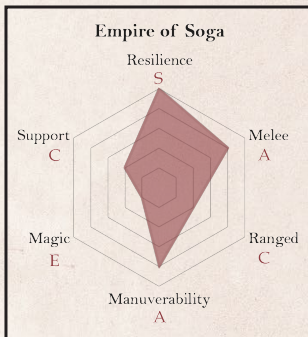 Empire of Soga
Resilience
S
Support
C
Melee
A
Magic
E
Ranged
C
Manuverability
A